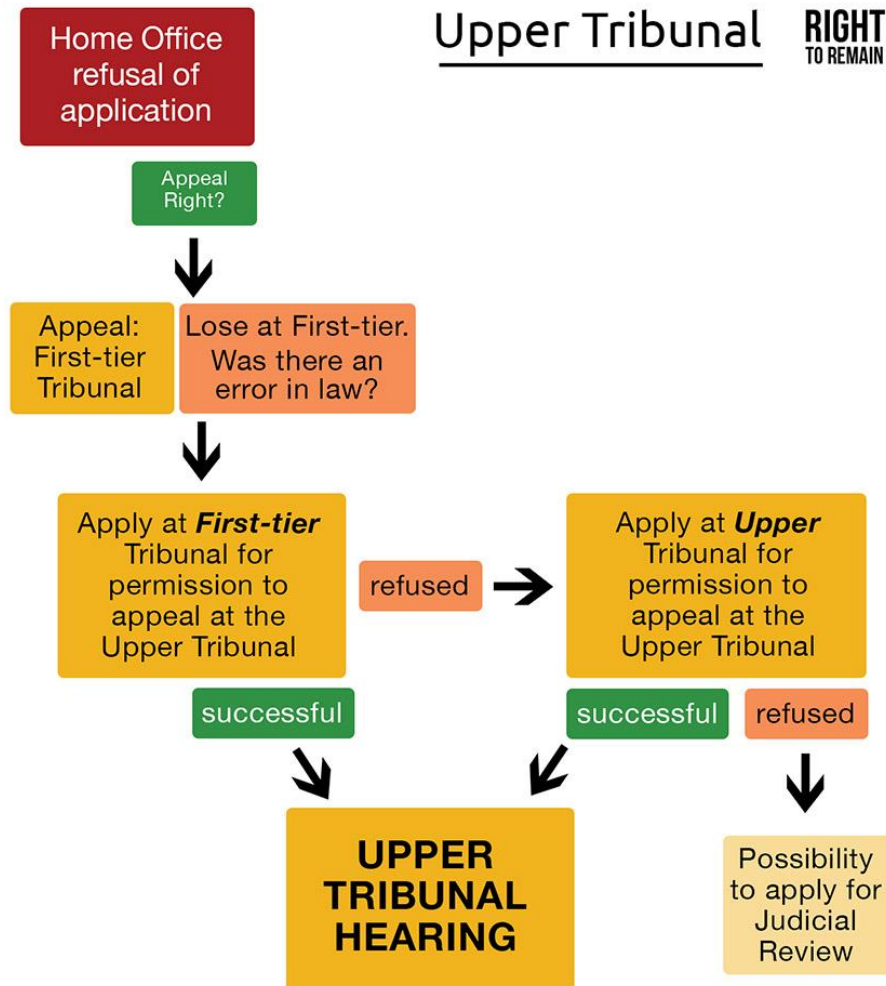 Upper Tribunal
RIGHT
TO REMAIN
Home Office
refusal of
application
Appeal
Right?
Appeal:
First-tier
Tribunal
Lose at First-tier.
Was there an
error in law?
Apply at First-tier
Tribunal for
permission to
appeal at the
Upper Tribunal
refused
Apply at Upper
Tribunal for
permission to
appeal at the
Upper Tribunal
successful
successful
refused
UPPER
TRIBUNAL
HEARING
Possibility
to apply for
Judicial
Review